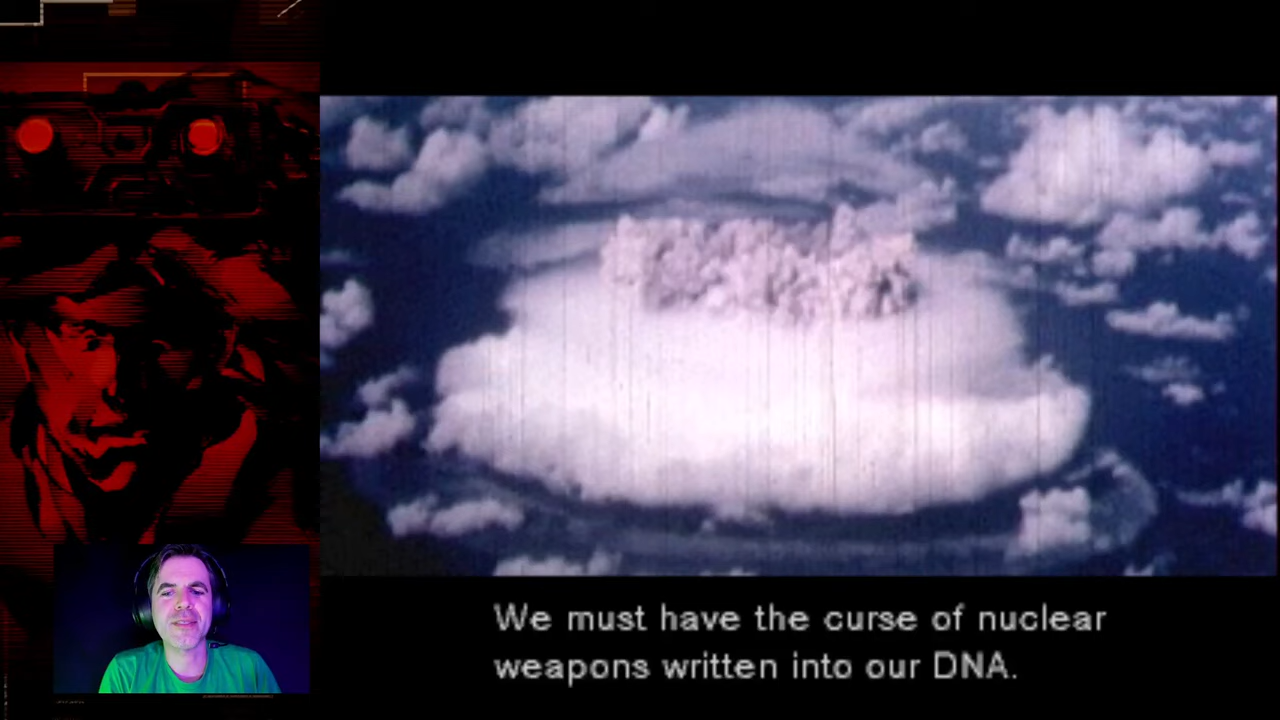 We must have the curse of nuclear
weapons written into our DNA.